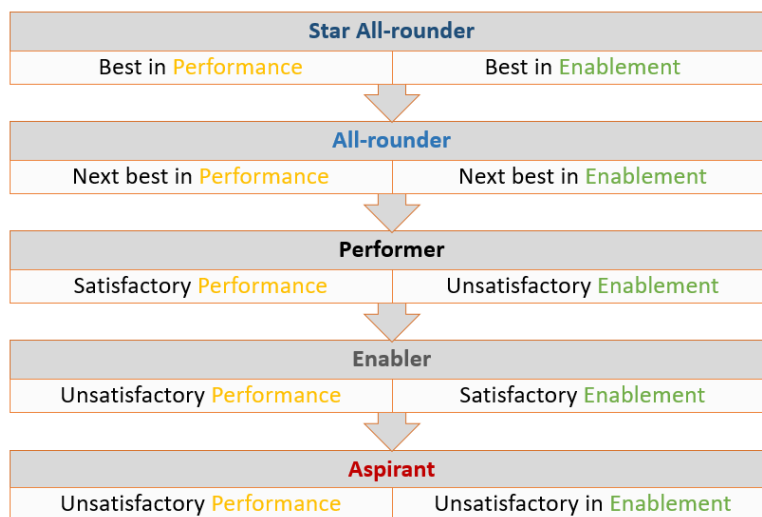 Star All-rounder
Best in Performance Best in Enablement
All-rounder
Next best in Performance Next best in Enablement
Performer
Satisfactory Performance Unsatisfactory Enablement
Enabler
Unsatisfactory Performance Satisfactory Enablement
Aspirant
Unsatisfactory Performance Unsatisfactory in Enablement